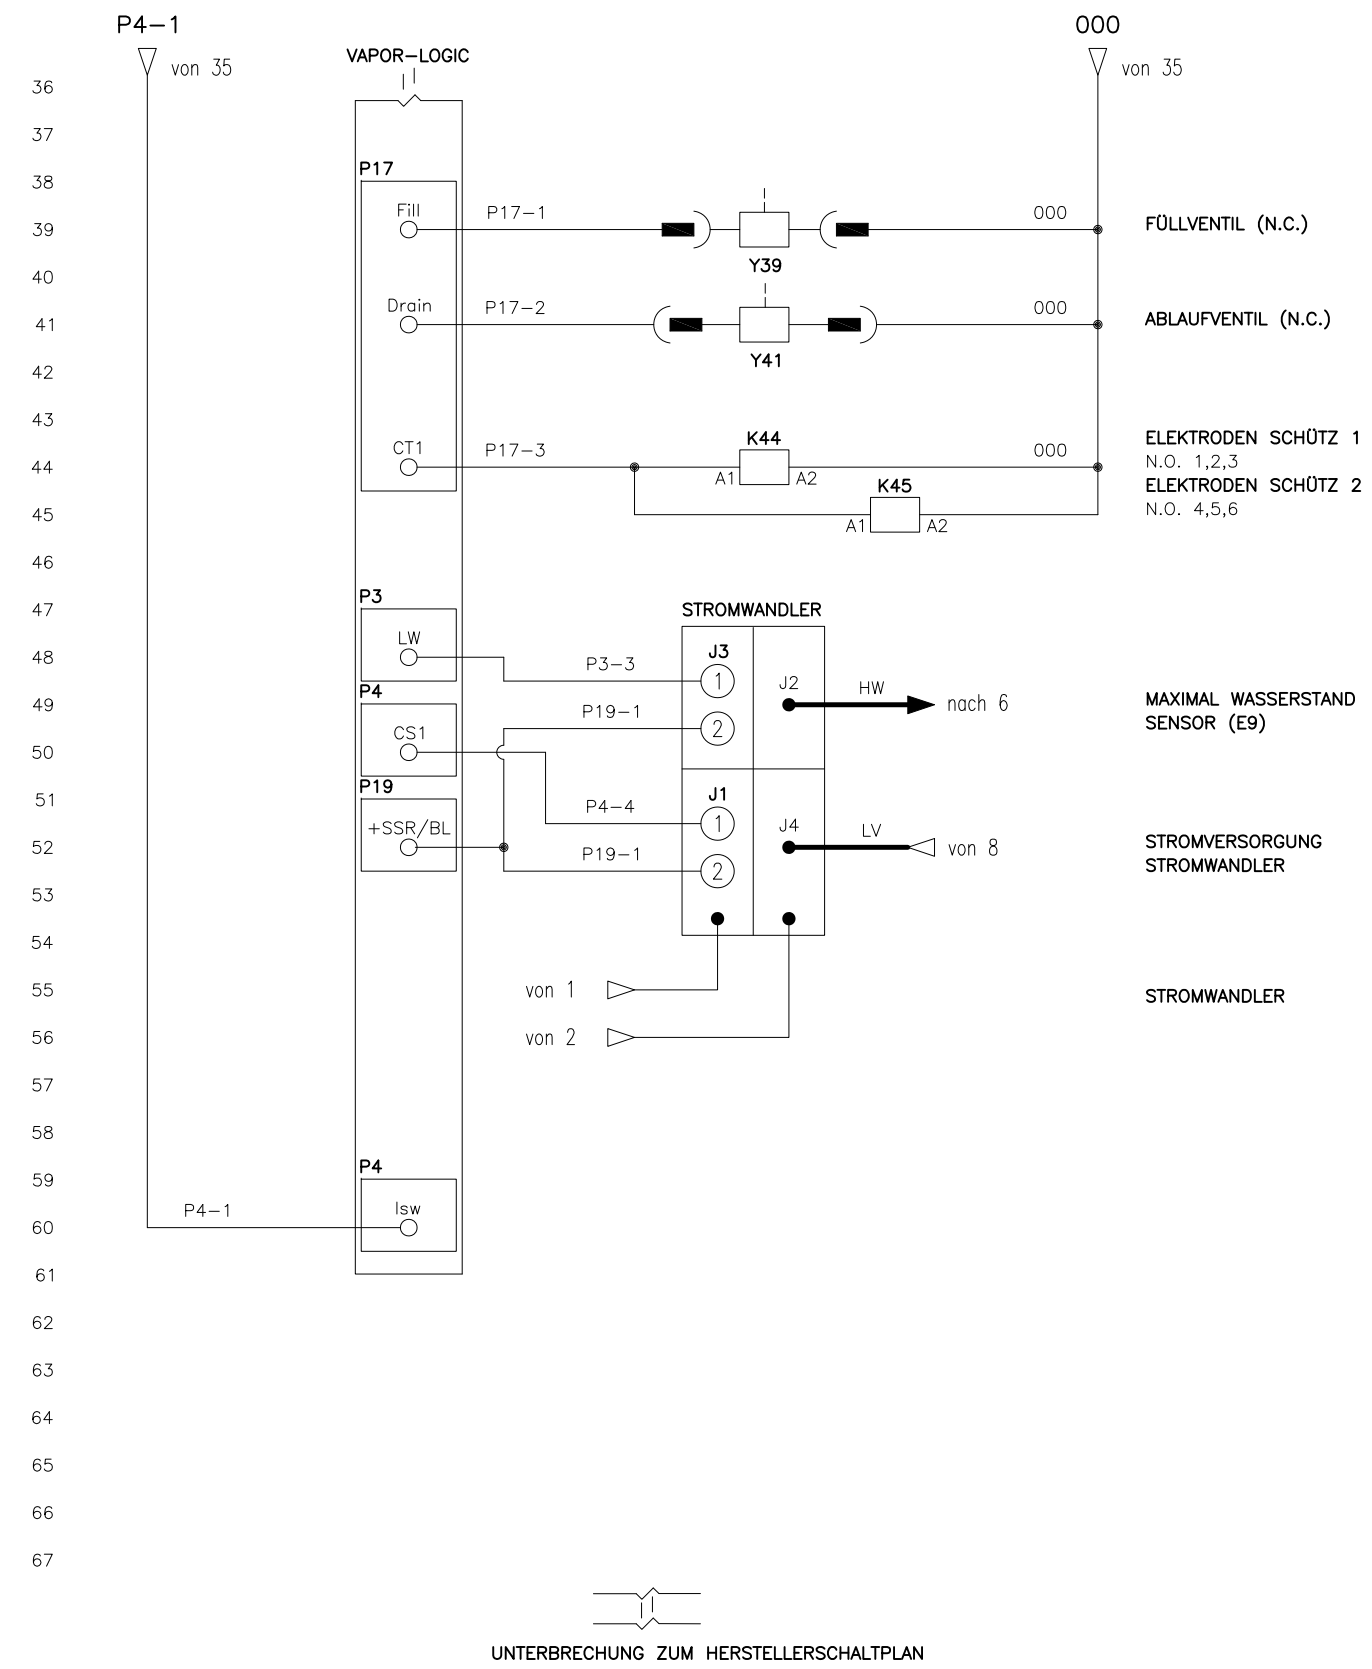 P4-1
000
von 35
VAPOR-LOGIC
von 35
36
37
P17
38
Fill
P17-1
000
39
FÜLLVENTIL (N.C.)
Y39
40
Drain
P17-2
000
41
ABLAUFVENTIL (N.C.)
Y41
42
43
CT1
P17-3
K44
000
ELEKTRODEN SCHÜTZ 1
44
A1
A2
N.O. 1,2,3
K45
ELEKTRODEN SCHÜTZ 2
45
A1
A2
N.O. 4,5,6
46
P3
47
STROMWANDLER
LW
J3
48
P3-3
1
P4
J2
HW
49
nach 6
MAXIMAL WASSERSTAND
P19-1
2
SENSOR (E9)
CS1
50
P19
J1
51
P4-4
1
+SSR/BL
J4
LV
52
von 8
STROMVERSORGUNG
P19-1
2
STROMWANDLER
53
54
55
von 1
STROMWANDLER
56
von 2
57
58
P4
59
P4-1
Isw
60
61
62
63
64
65
66
67
UNTERBRECHUNG ZUM HERSTELLERSCHALTPLAN